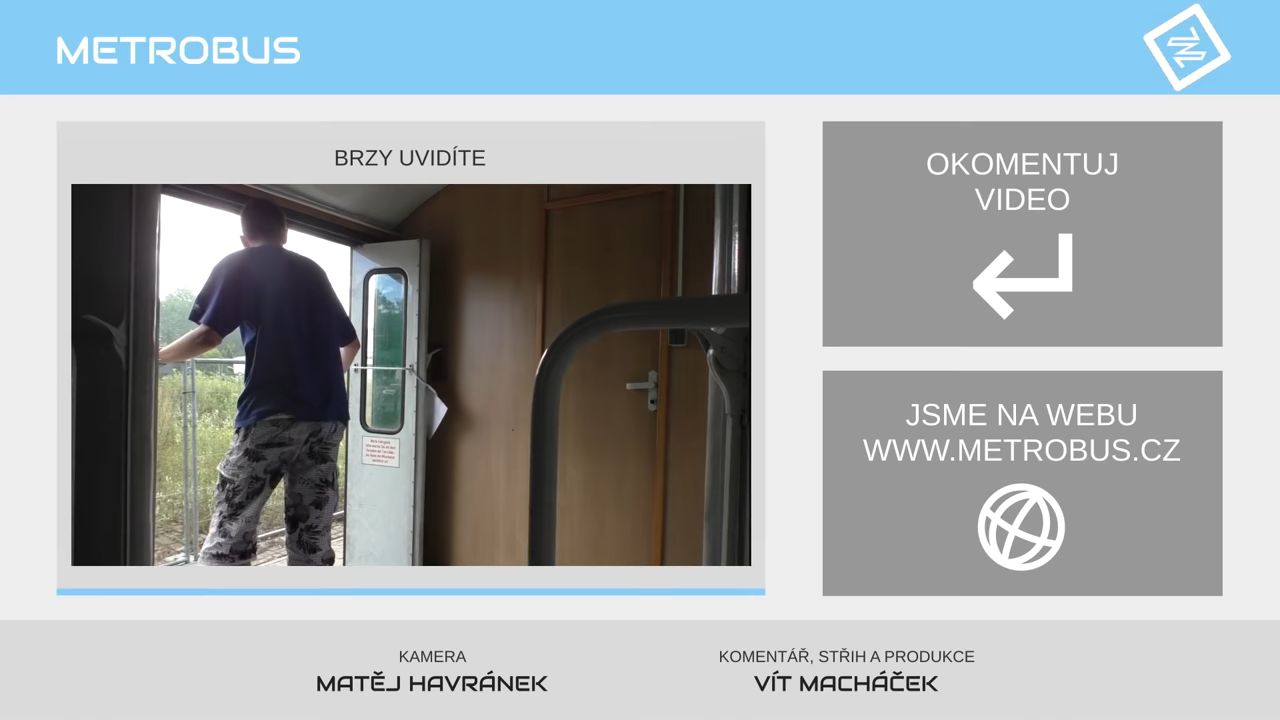 METROBUS
BRZY UVIDÍTE
OKOMENTUJ
VIDEO
JSME NA WEBU
WWW.METROBUS.CZ
KAMERA
MATĚJ HAVRÁNEK
KOMENTÁŘ, STŘIH A PRODUKCE
VÍT MACHÁČEK